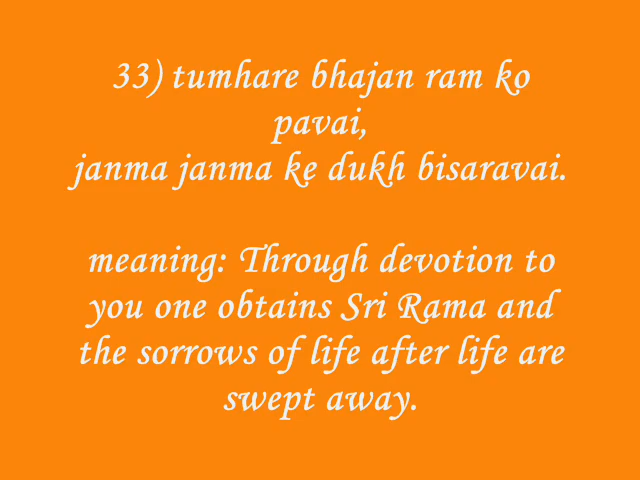 33) tumhare bhajan ram ko
pavai,
janma janma ke dukh bisaravai.
meaning: Through devotion to
you one obtains Sri Rama and
the sorrows of life after life are
swept away.